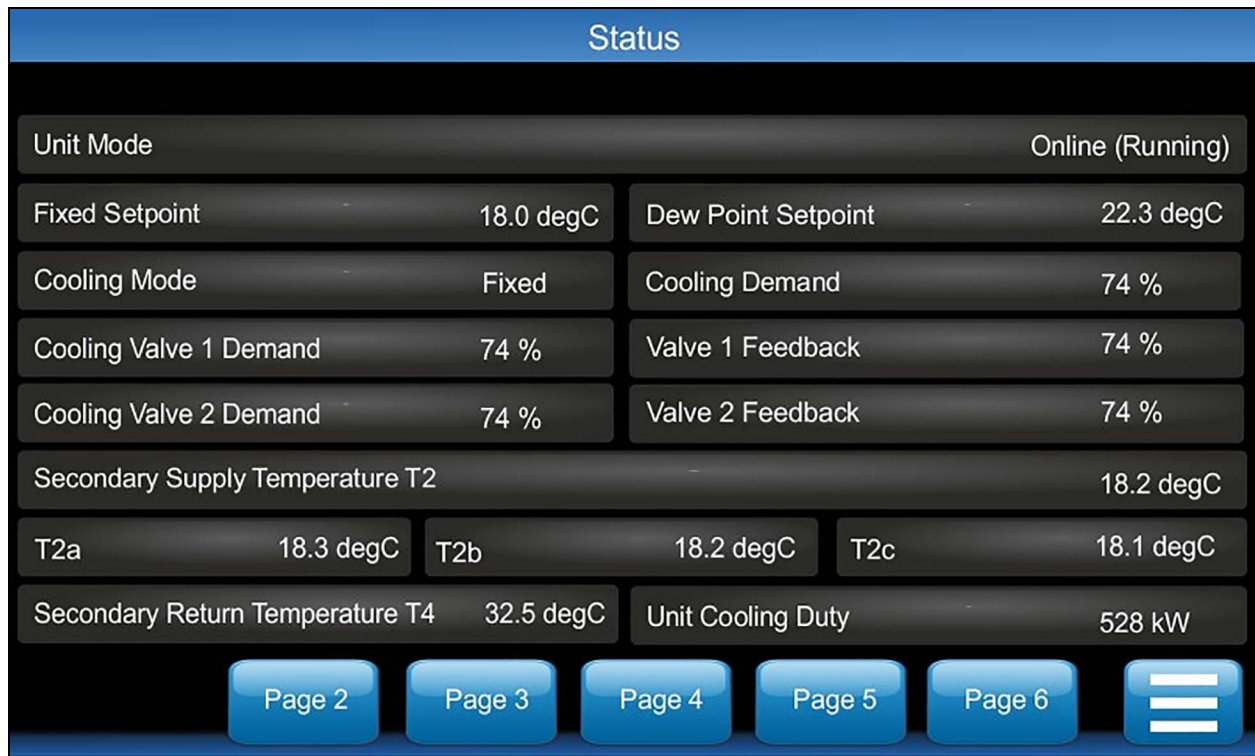 Status
Unit Mode Online (Running)
Fixed Setpoint 18.0 degC Dew Point Setpoint 22.3 degC
Cooling Mode Fixed Cooling Demand 74 %
Cooling Valve 1 Demand 74 % Valve 1 Feedback 74 %
Cooling Valve 2 Demand 74 % Valve 2 Feedback 74 %
Secondary Supply Temperature T2 18.2 degC
T2a 18.3 degC T2b 18.2 degC T2c 18.1 degC
Secondary Return Temperature T4 32.5 degC Unit Cooling Duty 528 kW
Page 2 Page 3 Page 4 Page 5 Page 6